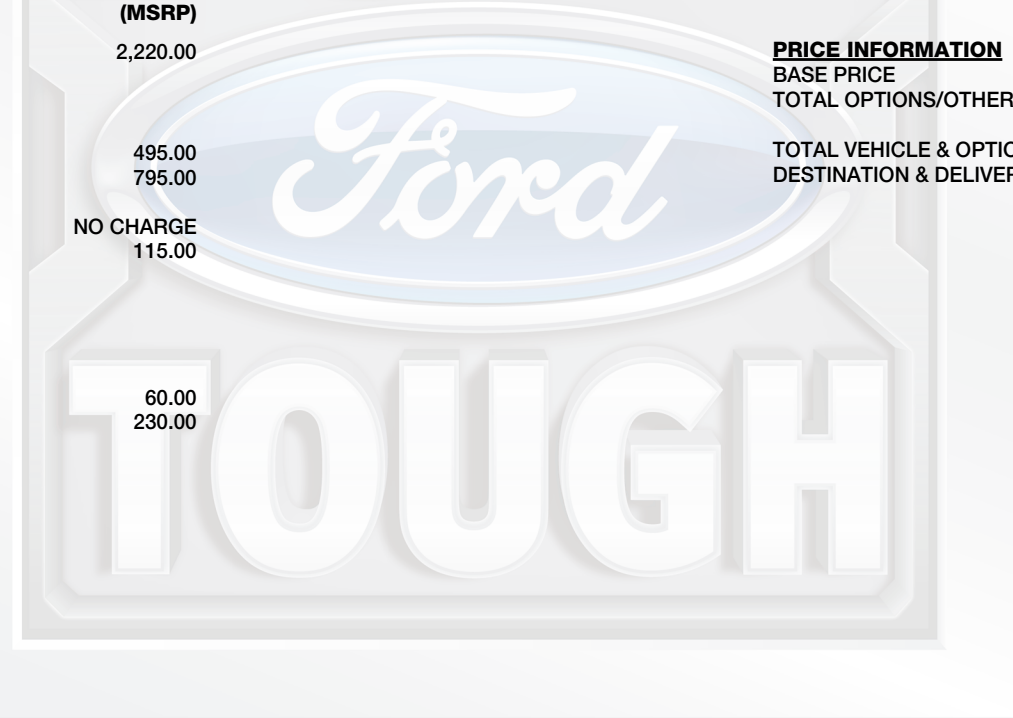 (MSRP)
2,220.00
495.00
795.00
NO CHARGE
115.00
60.00
230.00
PRICE INFORMATION
BASE PRICE
TOTAL OPTIONS/OTHER
TOTAL VEHICLE & OPTIO
DESTINATION & DELIVER
Ford
TOUGH